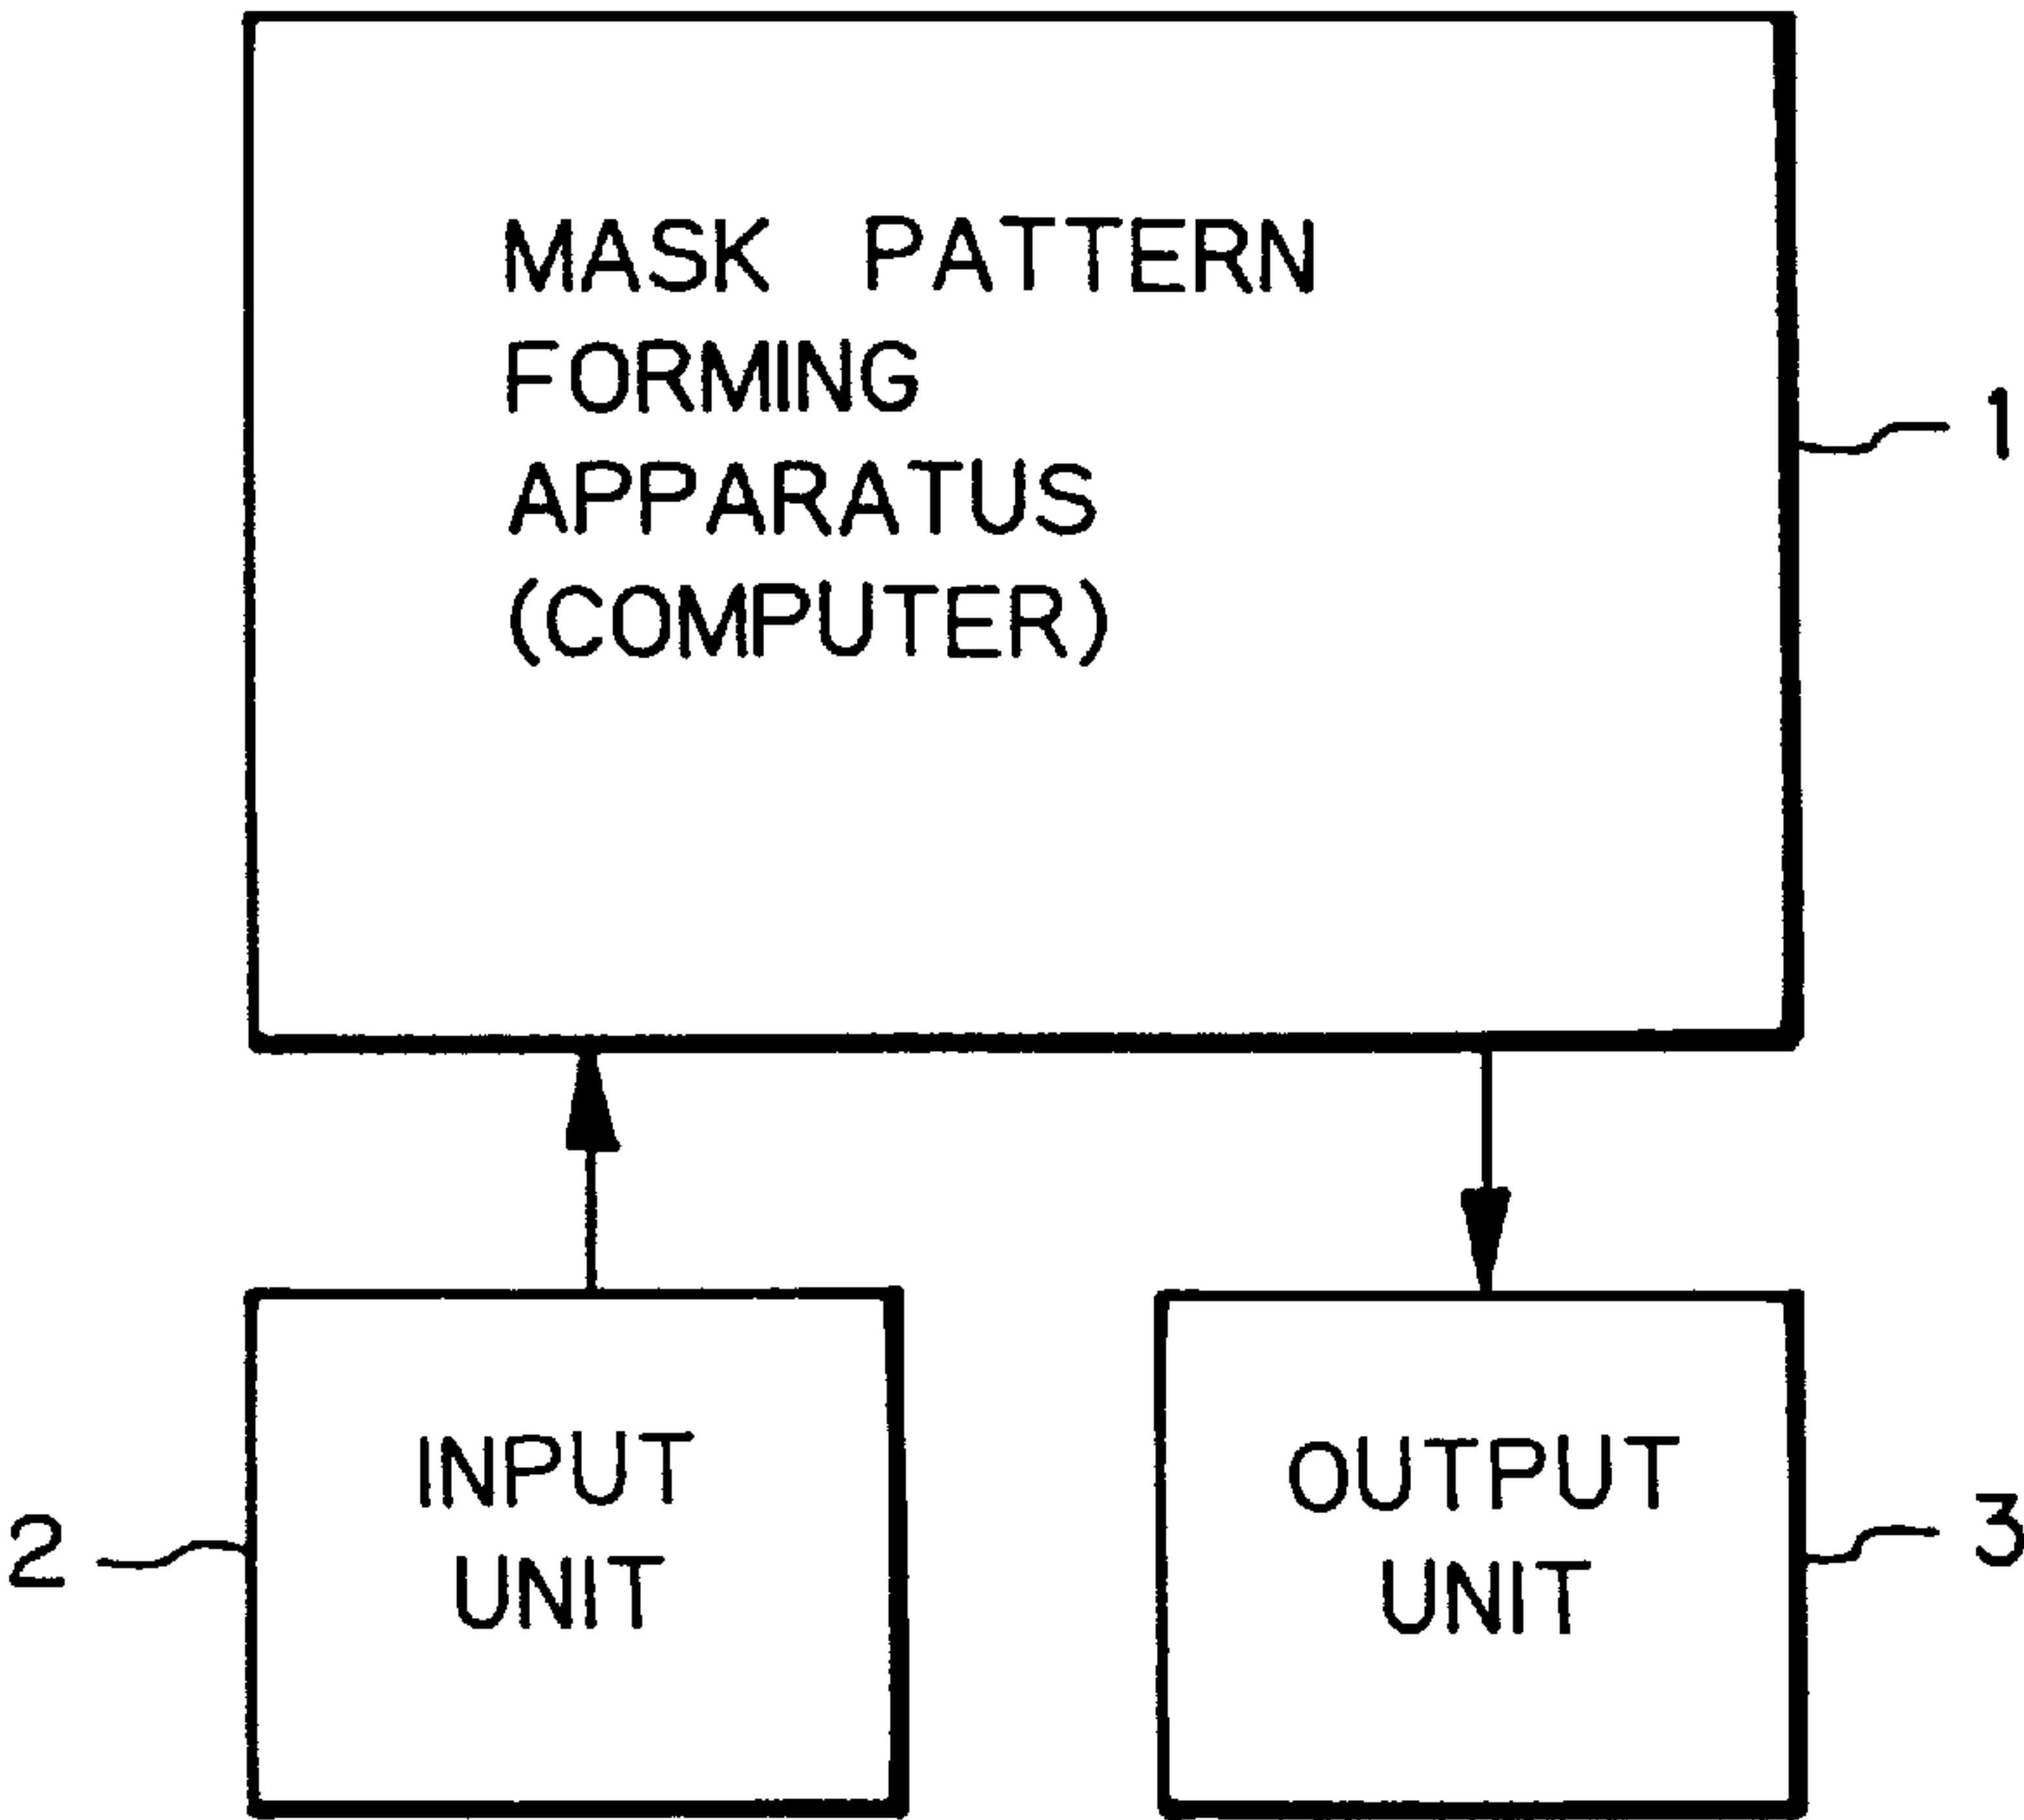 MASK PATTERN
FORMING
APPARATUS
(COMPUTER)
1
INPUT
UNIT
2
OUTPUT
UNIT
3